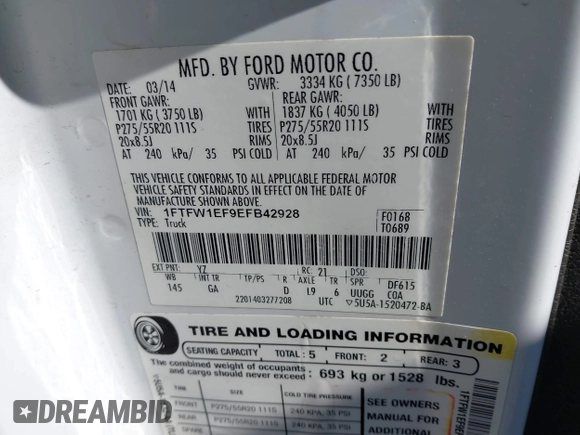 MFD. BY FORD MOTOR CO.
DATE: 03/14 GVWR: 3334 KG ( 7350 LB)
FRONT GAWR: REAR GAWR:
1701 KG ( 3750 LB) WITH 1837 KG ( 4050 LB) WITH
P275/55R20 111S TIRES P275/55R20 111S TIRES
20x8.5J RIMS 20x8.5J RIMS
AT 240 kPa/ 35 PSI COLD AT 240 kPa/ 35 PSI COLD
THIS VEHICLE CONFORMS TO ALL APPLICABLE FEDERAL MOTOR
VEHICLE SAFETY STANDARDS IN EFFECT ON THE DATE OF
MANUFACTURE SHOWN ABOVE.
VIN: 1FTFW1EF9EFB42928 F0168
TYPE: Truck T0689
EXT PNT: YZ RC: 21 DSO:
WB INT TR TP/PS R AXLE TR SPR DF615
145 GA D L9 6 UUGG COA
2201403277208 UTC 5U5A-1520472-BA
TIRE AND LOADING INFORMATION
SEATING CAPACITY TOTAL: 5 FRONT: 2 REAR: 3
The combined weight of occupants
and cargo should never exceed: 693 kg or 1528 lbs.
SIZE COLD TIRE PRESSURE SEE OWNERS
FRONT P275/55R20 111S 240 KPA, 35 PSI MANUAL FOR
REAR P275/55R20 111S 240 KPA, 35 PSI ADDITIONAL
SPARE
DREAMBID